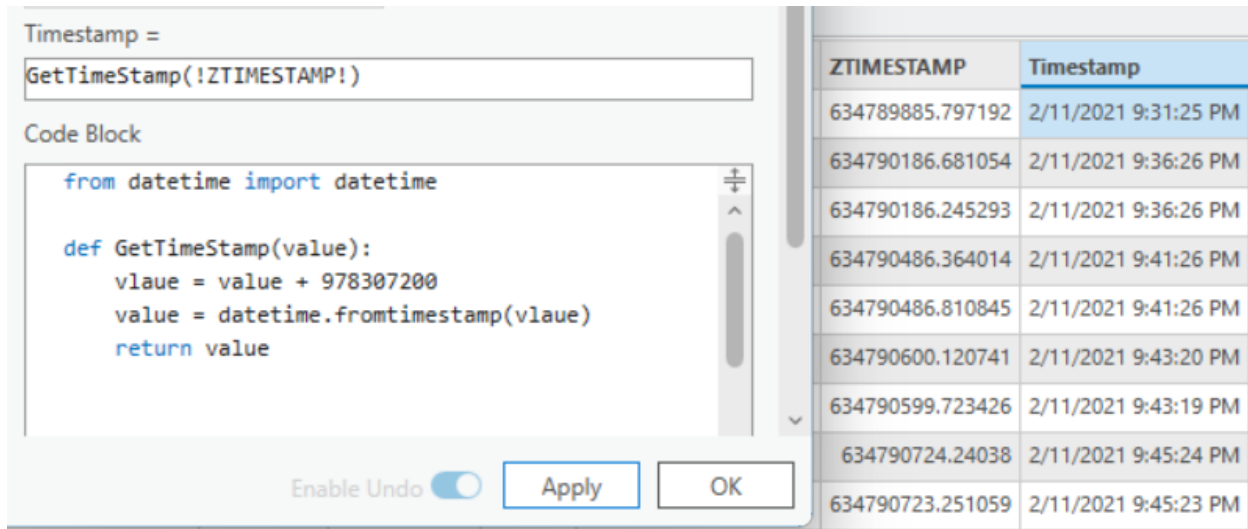 Timestamp =
GetTimeStamp(!ZTIMESTAMP!)
Code Block
from datetime import datetime
def GetTimeStamp(value):
vlaue = value + 978307200
value = datetime.fromtimestamp(vlaue)
return value
Enable Undo Apply OK
ZTIMESTAMP Timestamp
634789885.797192 2/11/2021 9:31:25 PM
634790186.681054 2/11/2021 9:36:26 PM
634790186.245293 2/11/2021 9:36:26 PM
634790486.364014 2/11/2021 9:41:26 PM
634790486.810845 2/11/2021 9:41:26 PM
634790600.120741 2/11/2021 9:43:20 PM
634790599.723426 2/11/2021 9:43:19 PM
634790724.24038 2/11/2021 9:45:24 PM
634790723.251059 2/11/2021 9:45:23 PM